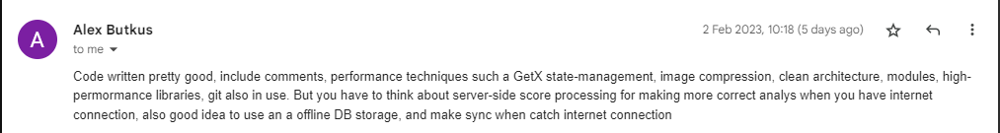 Alex Butkus
2 Feb 2023, 10:18 (5 days ago)
A
to me
Code written pretty good, include comments, performance techniques such a GetX state-management, image compression, clean architecture, modules, high-
permormance libraries, git also in use. But you have to think about server-side score processing for making more correct analys when you have internet
connection, also good idea to use an a offline DB storage, and make sync when catch internet connection